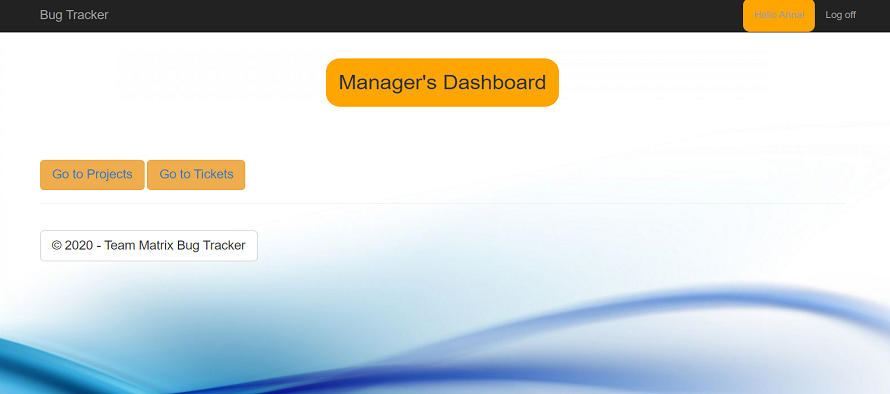 Bug Tracker Hello Anna! Log off
Manager's Dashboard
Go to Projects Go to Tickets
© 2020 - Team Matrix Bug Tracker